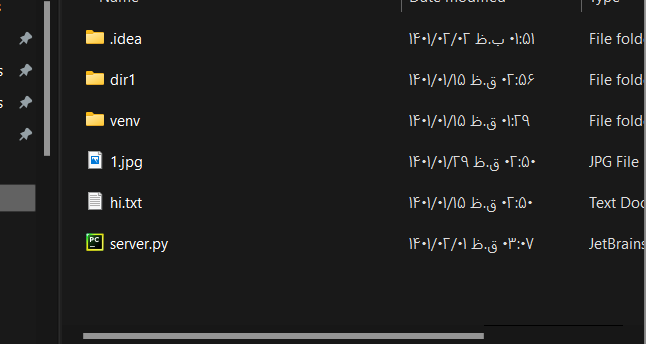 Name Date modified Type
.idea ۱۴۰۱/۰۲/۰۲ ب.ظ ۰۱:۵۱ File fold
dir1 ۱۴۰۱/۰۱/۱۵ ق.ظ ۰۲:۵۶ File fold
venv ۱۴۰۱/۰۱/۱۵ ق.ظ ۰۱:۲۹ File fold
1.jpg ۱۴۰۱/۰۱/۲۹ ق.ظ ۰۲:۵۰ JPG File
hi.txt ۱۴۰۱/۰۱/۱۵ ق.ظ ۰۲:۵۰ Text Doc
server.py ۱۴۰۱/۰۲/۰۱ ق.ظ ۰۳:۰۷ JetBrains